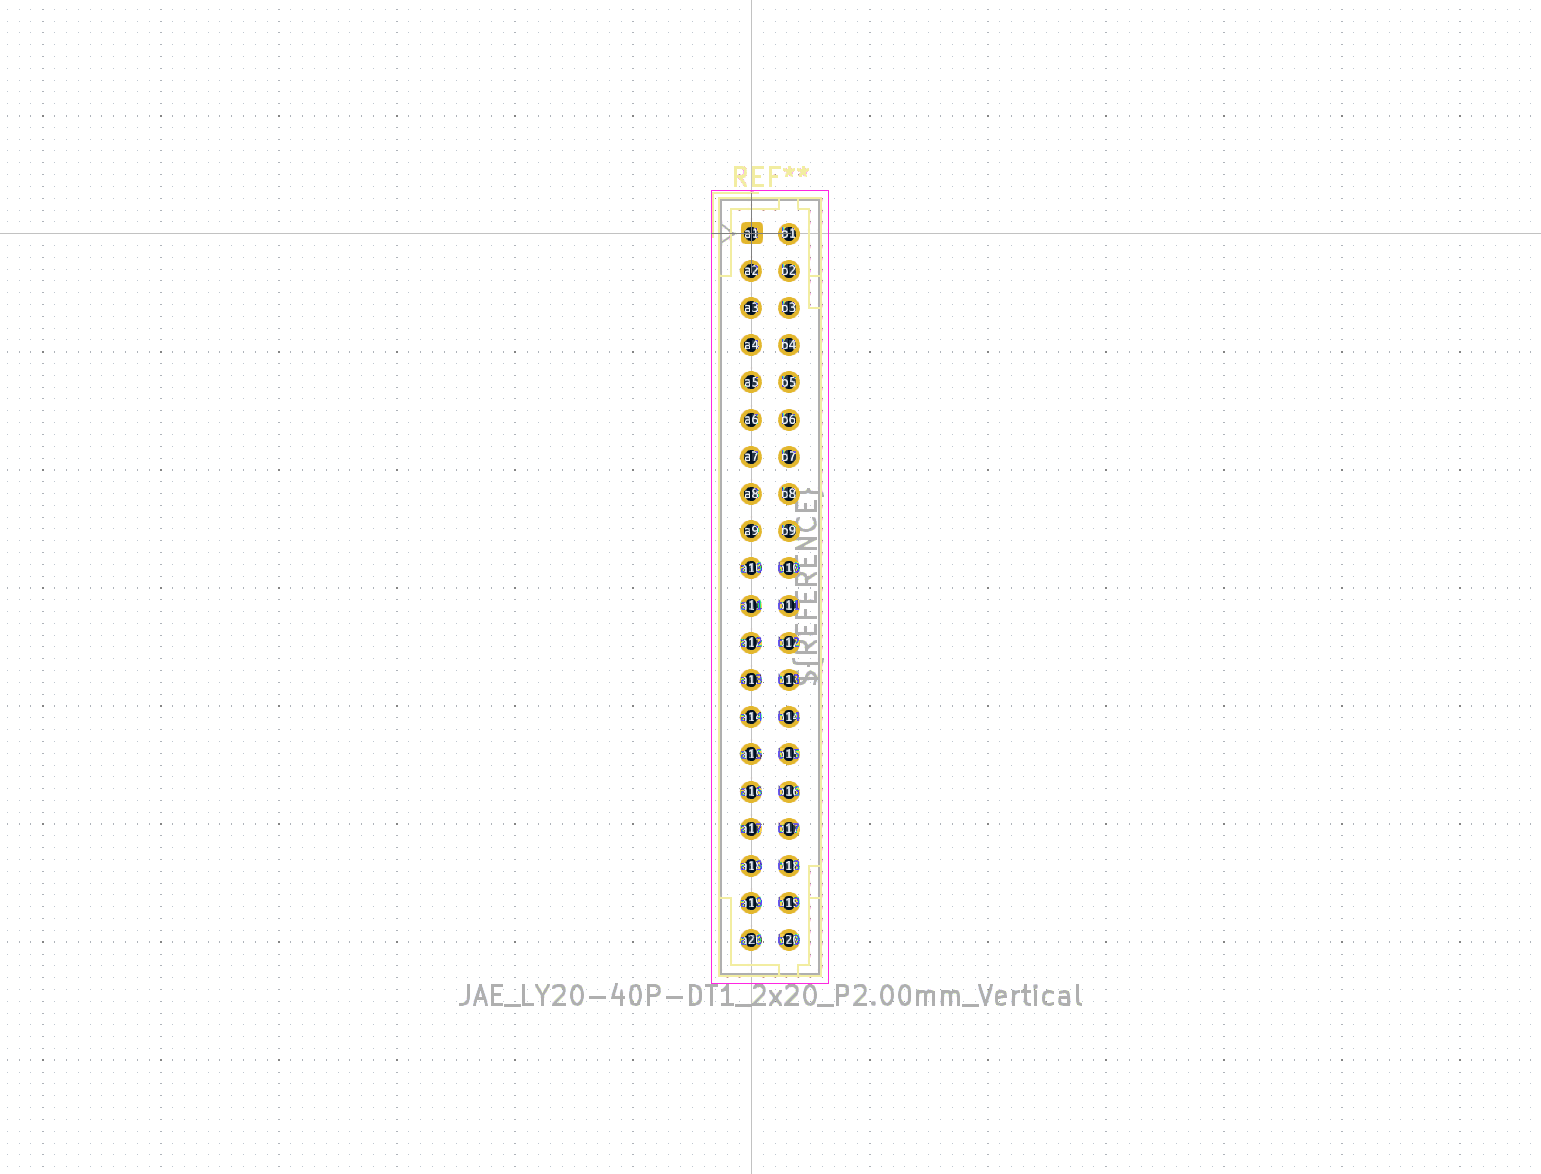 REF**
a1 b1
a2 b2
a3 b3
a4 b4
a5 b5
a6 b6
a7 b7
a8 b8
a9 b9
a10 b10
a11 b11
a12 b12
a13 b13
a14 b14
a15 b15
a16 b16
a17 b17
a18 b18
a19 b19
a20 b20
${REFERENCE}
JAE_LY20-40P-DT1_2x20_P2.00mm_Vertical